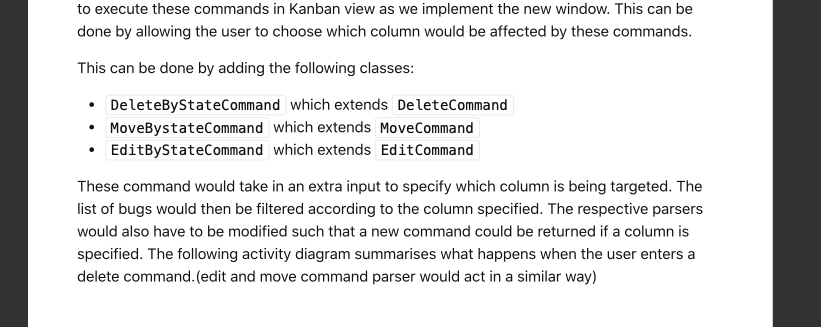 to execute these commands in Kanban view as we implement the new window. This can be
done by allowing the user to choose which column would be affected by these commands.
This can be done by adding the following classes:
• DeleteByStateCommand which extends DeleteCommand
• MoveBystateCommand which extends MoveCommand
• EditByStateCommand which extends EditCommand
These command would take in an extra input to specify which column is being targeted. The
list of bugs would then be filtered according to the column specified. The respective parsers
would also have to be modified such that a new command could be returned if a column is
specified. The following activity diagram summarises what happens when the user enters a
delete command.(edit and move command parser would act in a similar way)